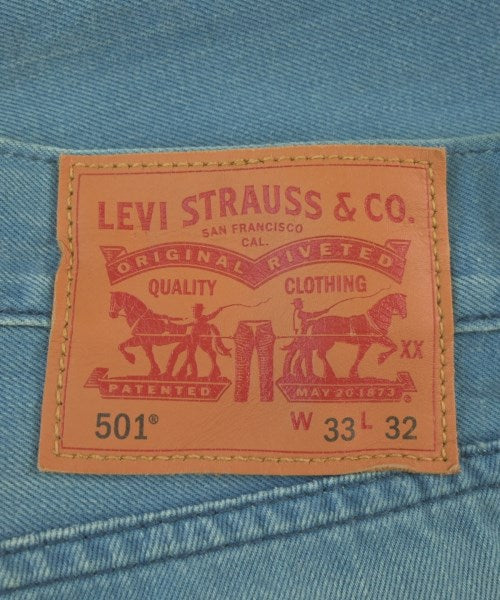 LEVI STRAUSS & CO.
SAN FRANCISCO
CAL.
ORIGINAL RIVETED
QUALITY CLOTHING
XX
PATENTED MAY 20 1873
501® W 33 L 32